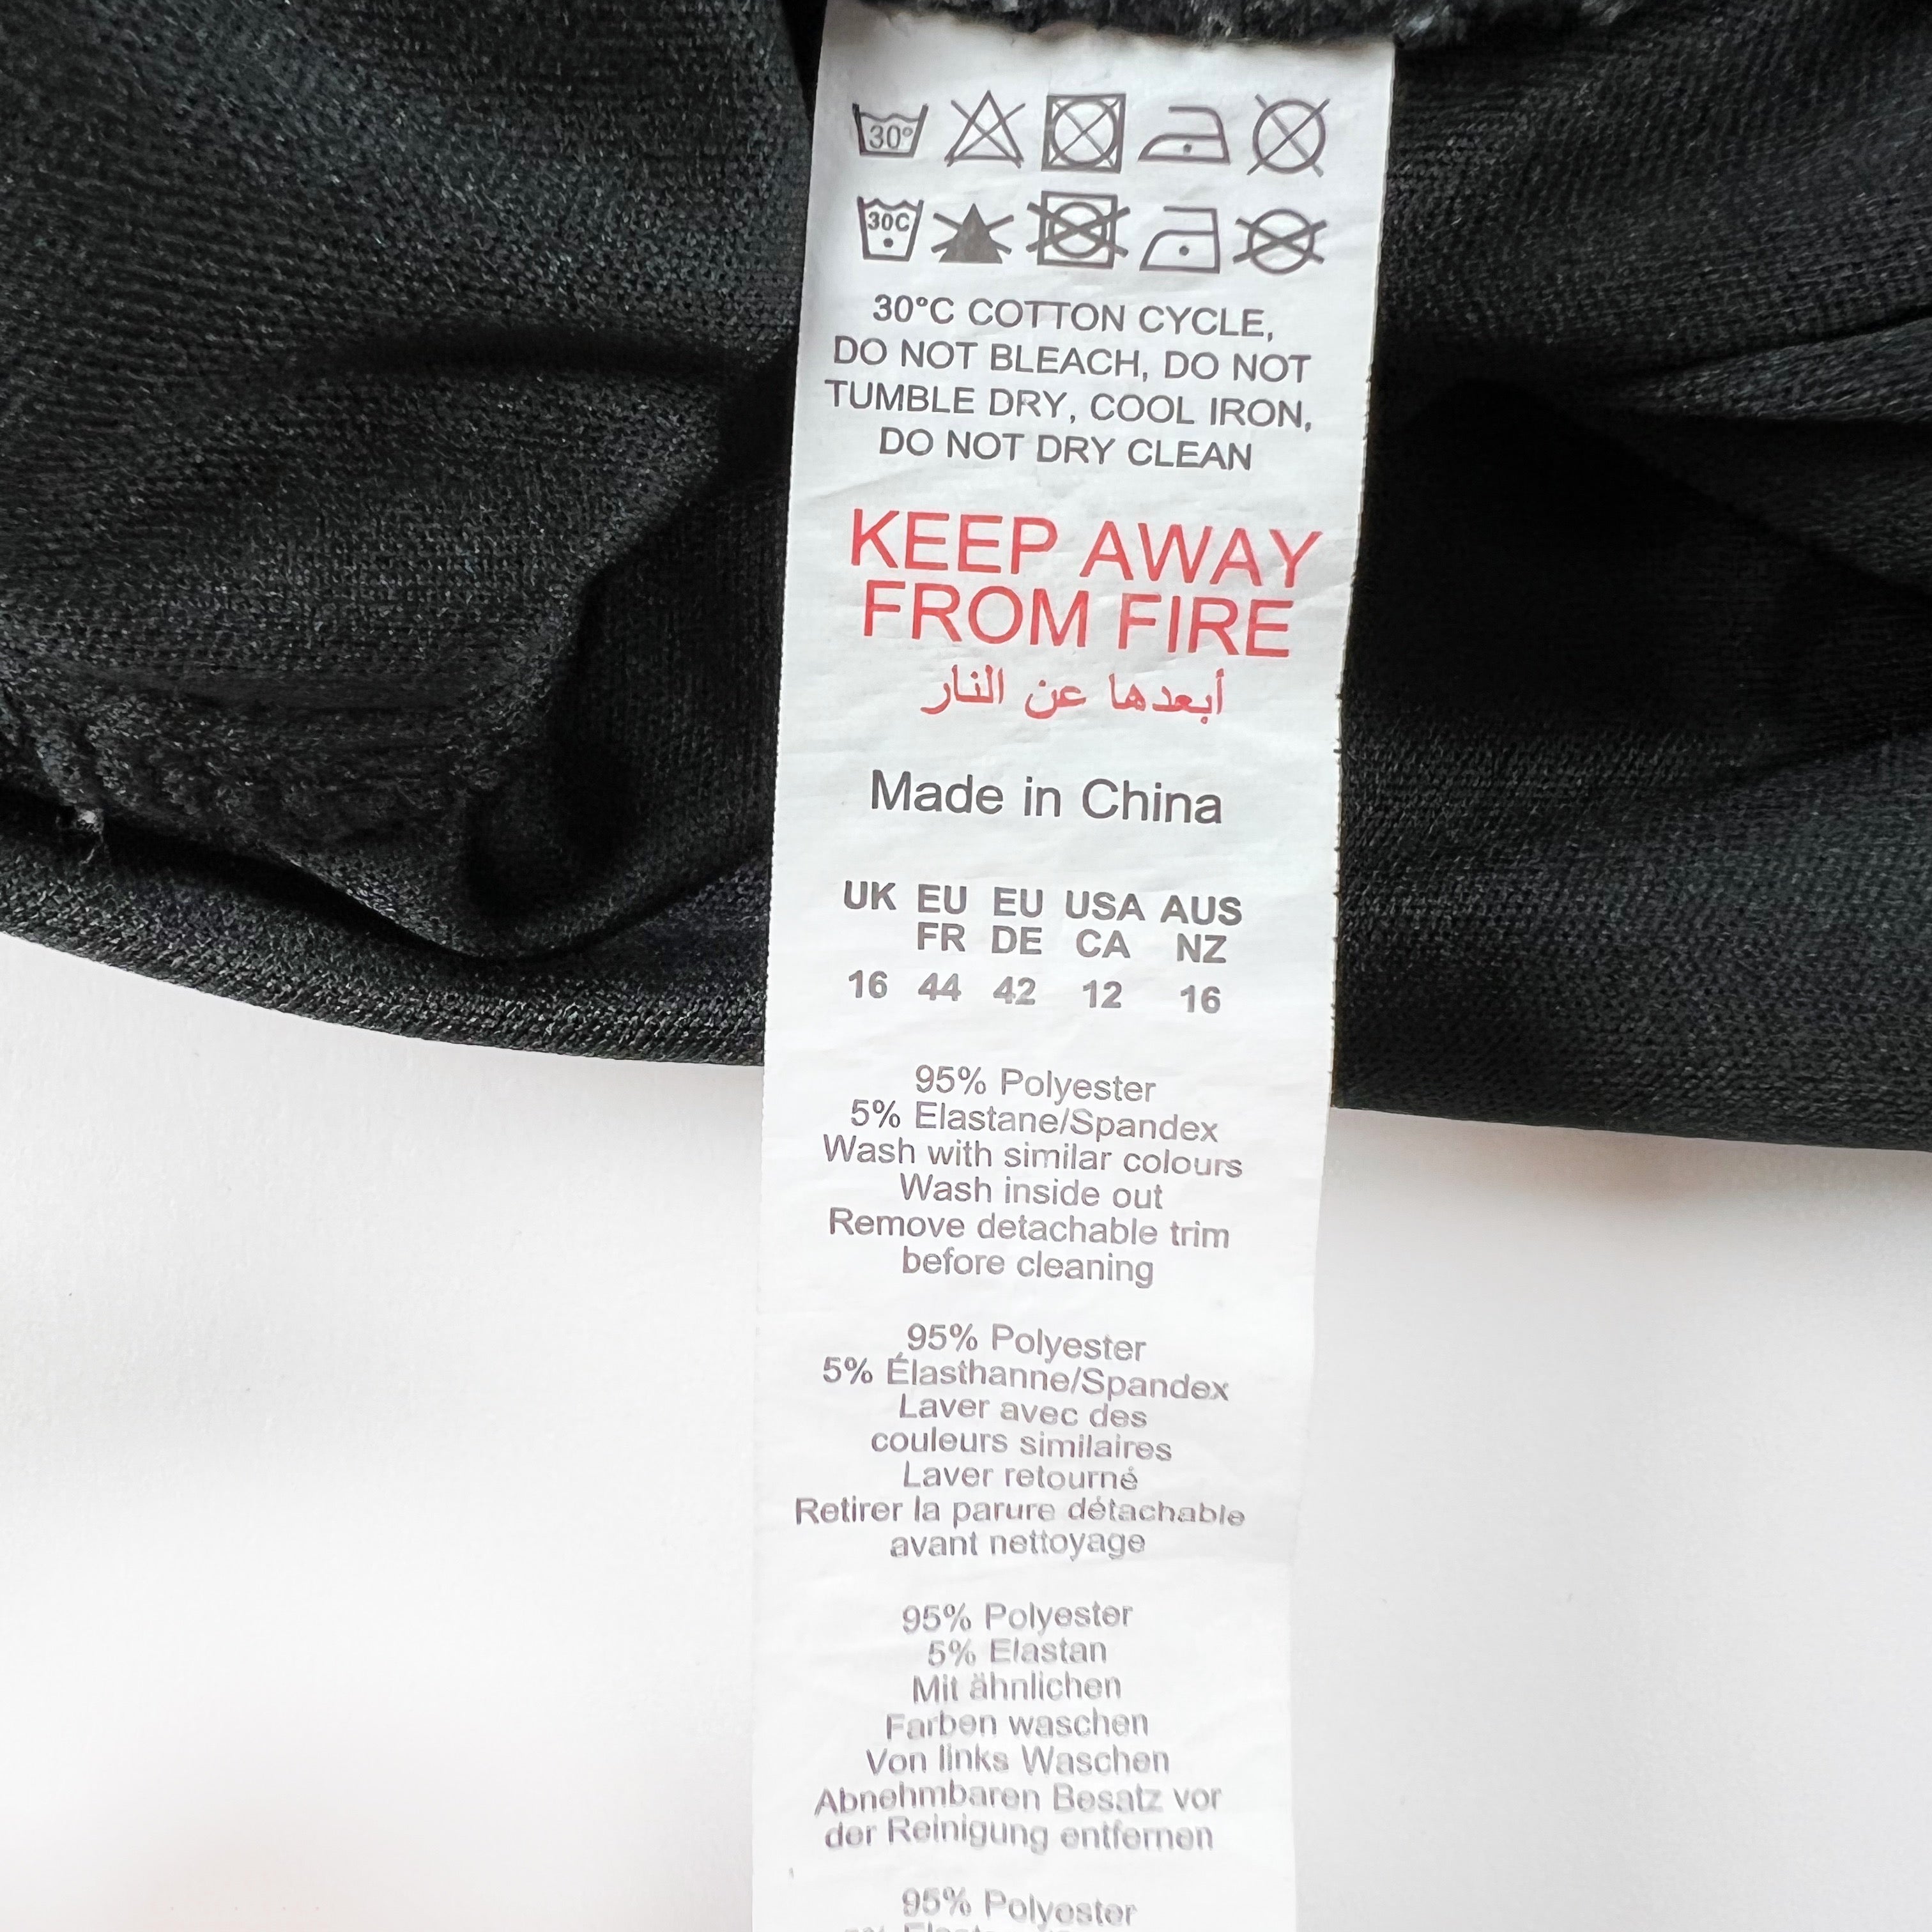 30°
30C
30°C COTTON CYCLE,
DO NOT BLEACH, DO NOT
TUMBLE DRY, COOL IRON,
DO NOT DRY CLEAN
KEEP AWAY
FROM FIRE
أبعدها عن النار
Made in China
UK EU EU USA AUS
FR DE CA NZ
16 44 42 12 16
95% Polyester
5% Elastane/Spandex
Wash with similar colours
Wash inside out
Remove detachable trim
before cleaning
95% Polyester
5% Élasthanne/Spandex
Laver avec des
couleurs similaires
Laver retourné
Retirer la parure détachable
avant nettoyage
95% Polyester
5% Elastan
Mit ähnlichen
Farben waschen
Von links Waschen
Abnehmbaren Besatz vor
der Reinigung entfernen
95% Polyester